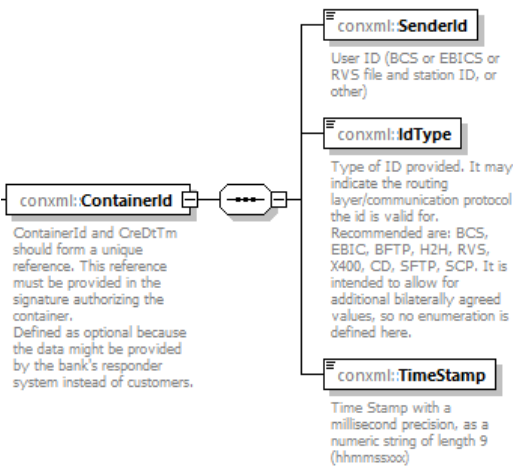 conxml::SenderId
User ID (BCS or EBICS or
RVS file and station ID, or
other)
conxml::IdType
Type of ID provided. It may
indicate the routing
layer/communication protocol
the id is valid for.
Recommended are: BCS,
EBIC, BFTP, H2H, RVS,
X400, CD, SFTP, SCP. It is
intended to allow for
additional bilaterally agreed
values, so no enumeration is
defined here.
conxml::ContainerId
ContainerId and CreDtTm
should form a unique
reference. This reference
must be provided in the
signature authorizing the
container.
Defined as optional because
the data might be provided
by the bank's responder
system instead of customers.
conxml::TimeStamp
Time Stamp with a
millisecond precision, as a
numeric string of length 9
(hhmmssxxx)